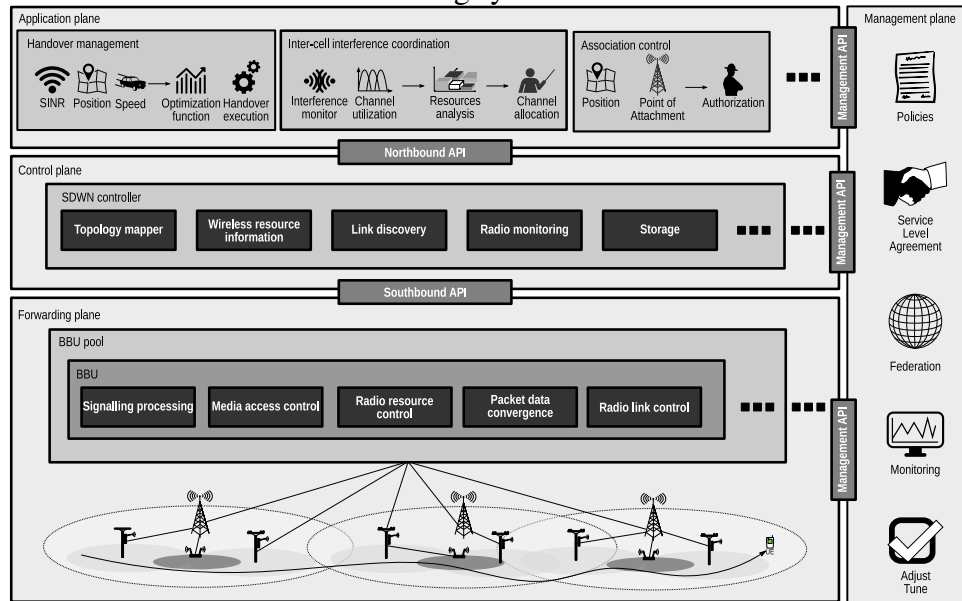 Application plane
Handover management
SINR
Position
Speed
Optimization
function
Handover
execution
Inter-cell interference coordination
Interference
monitor
Channel
utilization
Resources
analysis
Channel
allocation
Association control
Position
Point of
Attachment
Authorization
Management API
Northbound API
Control plane
SDWN controller
Topology mapper
Wireless resource
information
Link discovery
Radio monitoring
Storage
Management API
Southbound API
Forwarding plane
BBU pool
BBU
Signalling processing
Media access control
Radio resource
control
Packet data
convergence
Radio link control
Management API
UE
Management plane
Policies
Service
Level
Agreement
Federation
Monitoring
Adjust
Tune